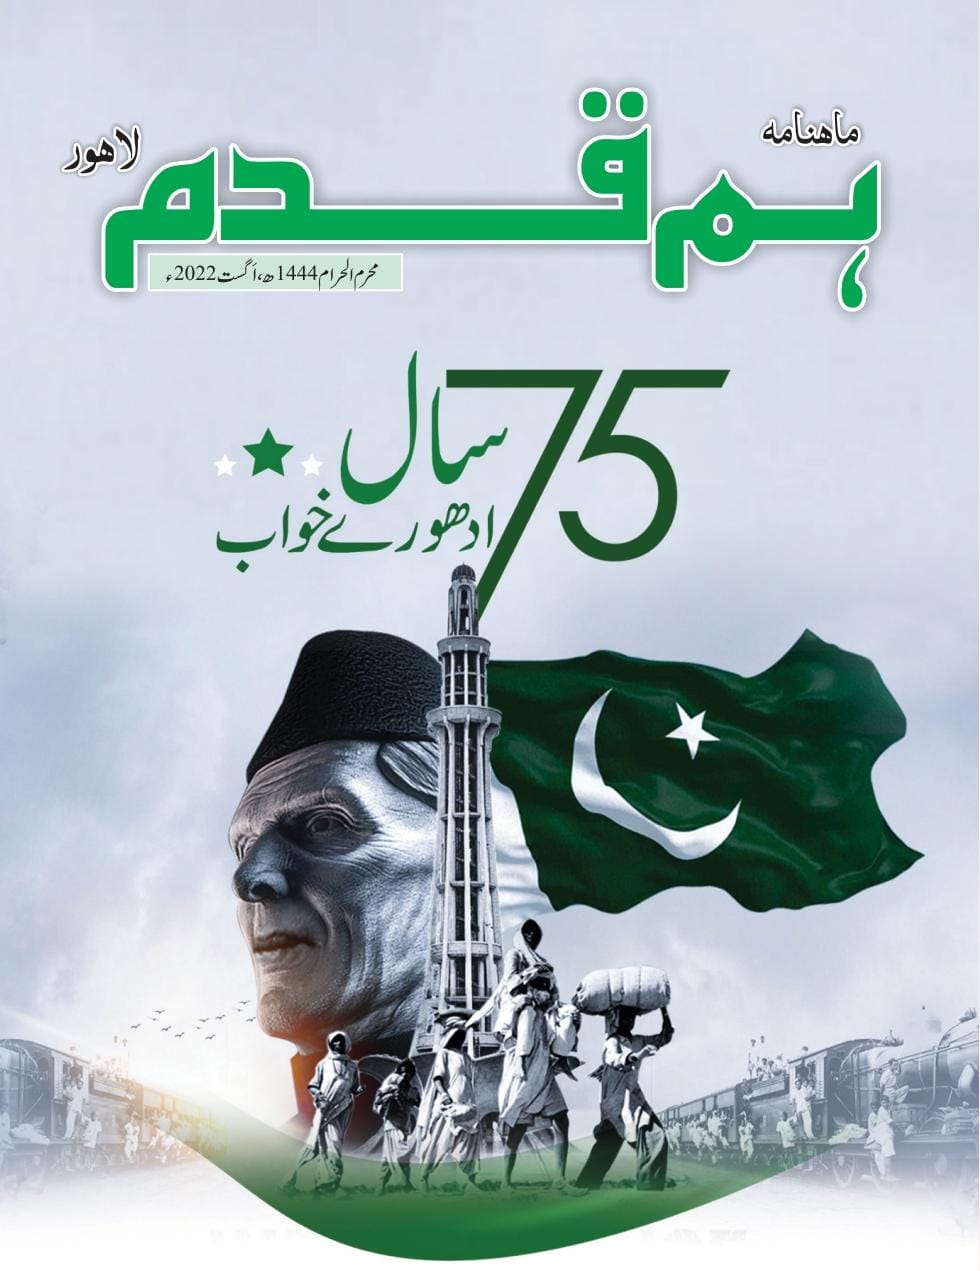 ماهنامه
ہم قدم
لاهور
محرم الحرام 1444ھ، اگست 2022ء
75 سال
ادھورے خواب